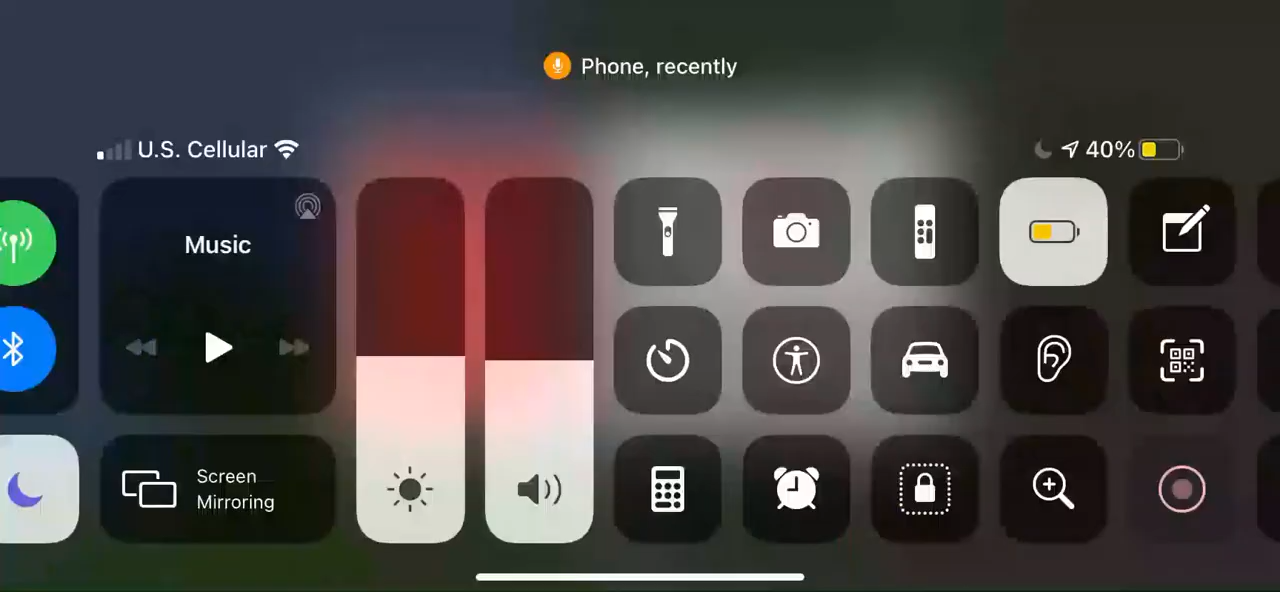 Phone, recently
U.S. Cellular
40%
Music
Screen
Mirroring